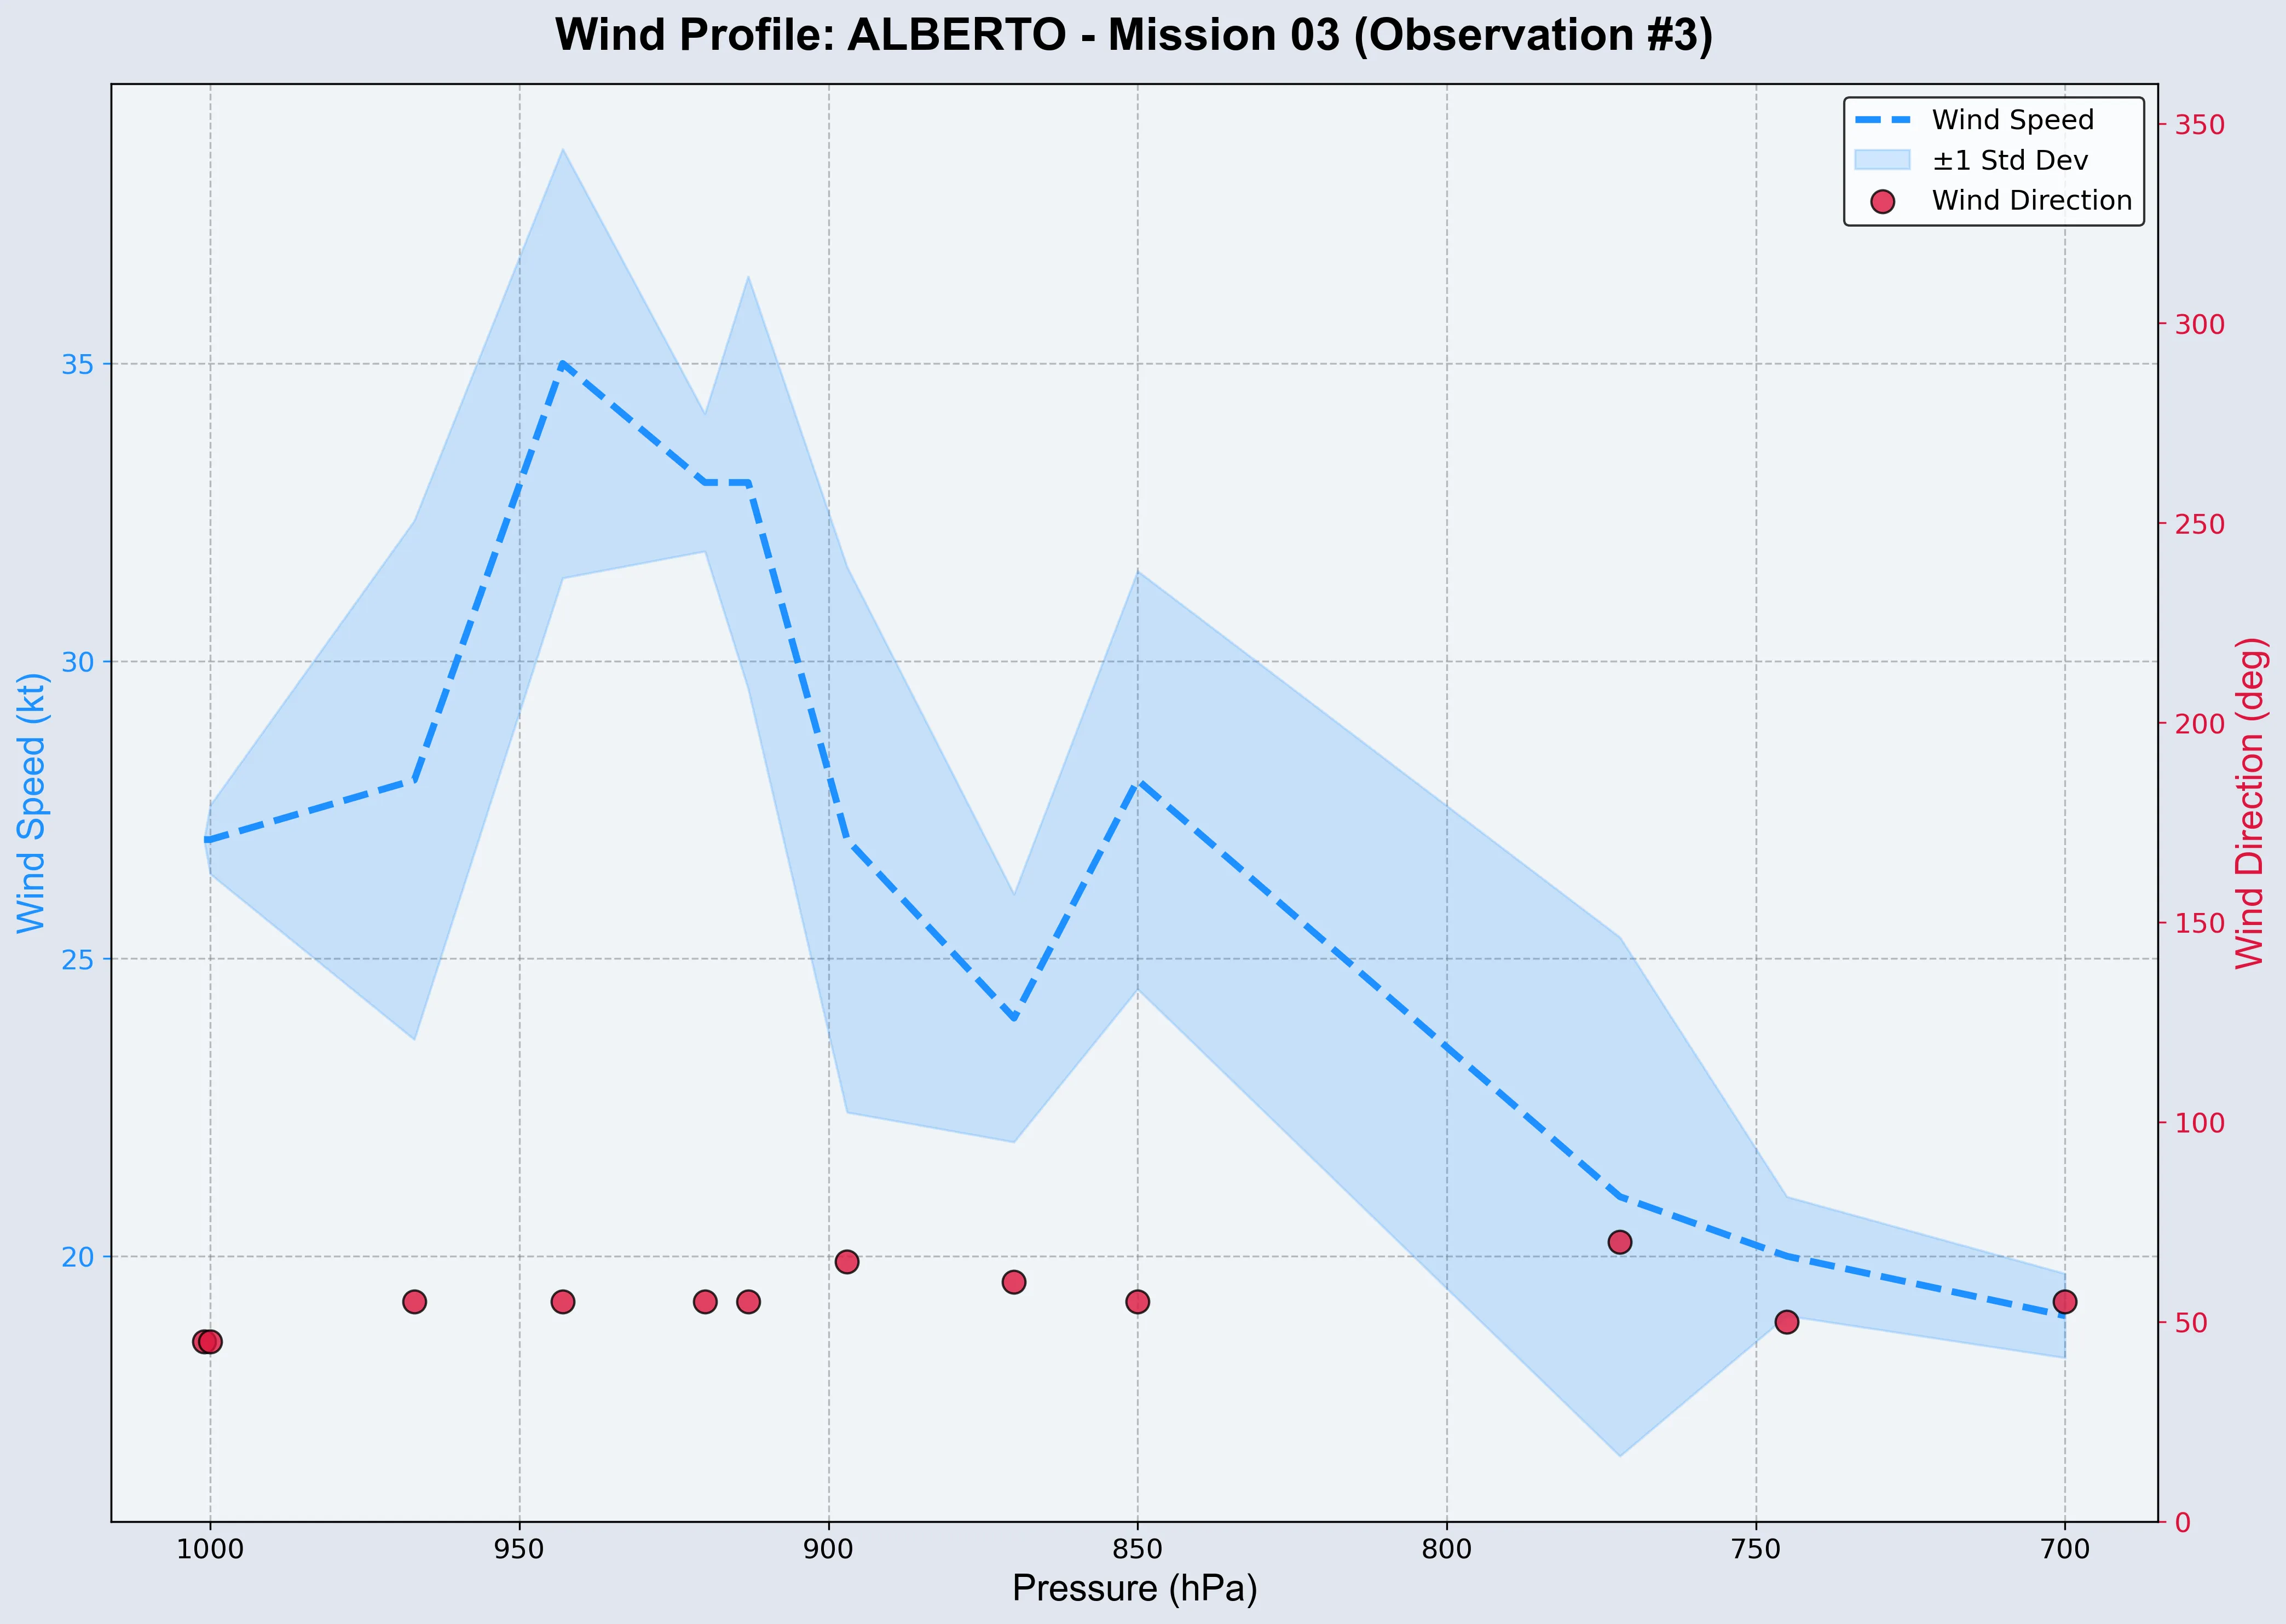 Wind Profile: ALBERTO - Mission 03 (Observation #3)
Wind Speed
±1 Std Dev
Wind Direction
Wind Speed (kt)
35
30
25
20
350
300
250
200
150
100
50
0
Wind Direction (deg)
1000 950 900 850 800 750 700
Pressure (hPa)